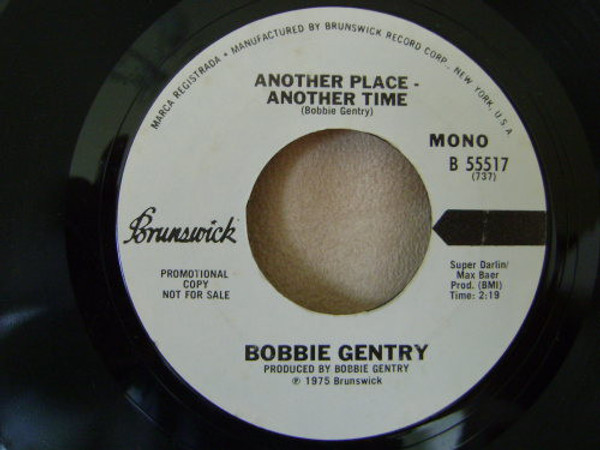 MARCA REGISTRADA • MANUFACTURED BY BRUNSWICK RECORD CORP., NEW YORK, U.S.A.
ANOTHER PLACE -
ANOTHER TIME
(Bobbie Gentry)
MONO
B 55517
(737)
Brunswick
PROMOTIONAL
COPY
NOT FOR SALE
Super Darlin/
Max Baer
Prod. (BMI)
Time: 2:19
BOBBIE GENTRY
PRODUCED BY BOBBIE GENTRY
℗ 1975 Brunswick